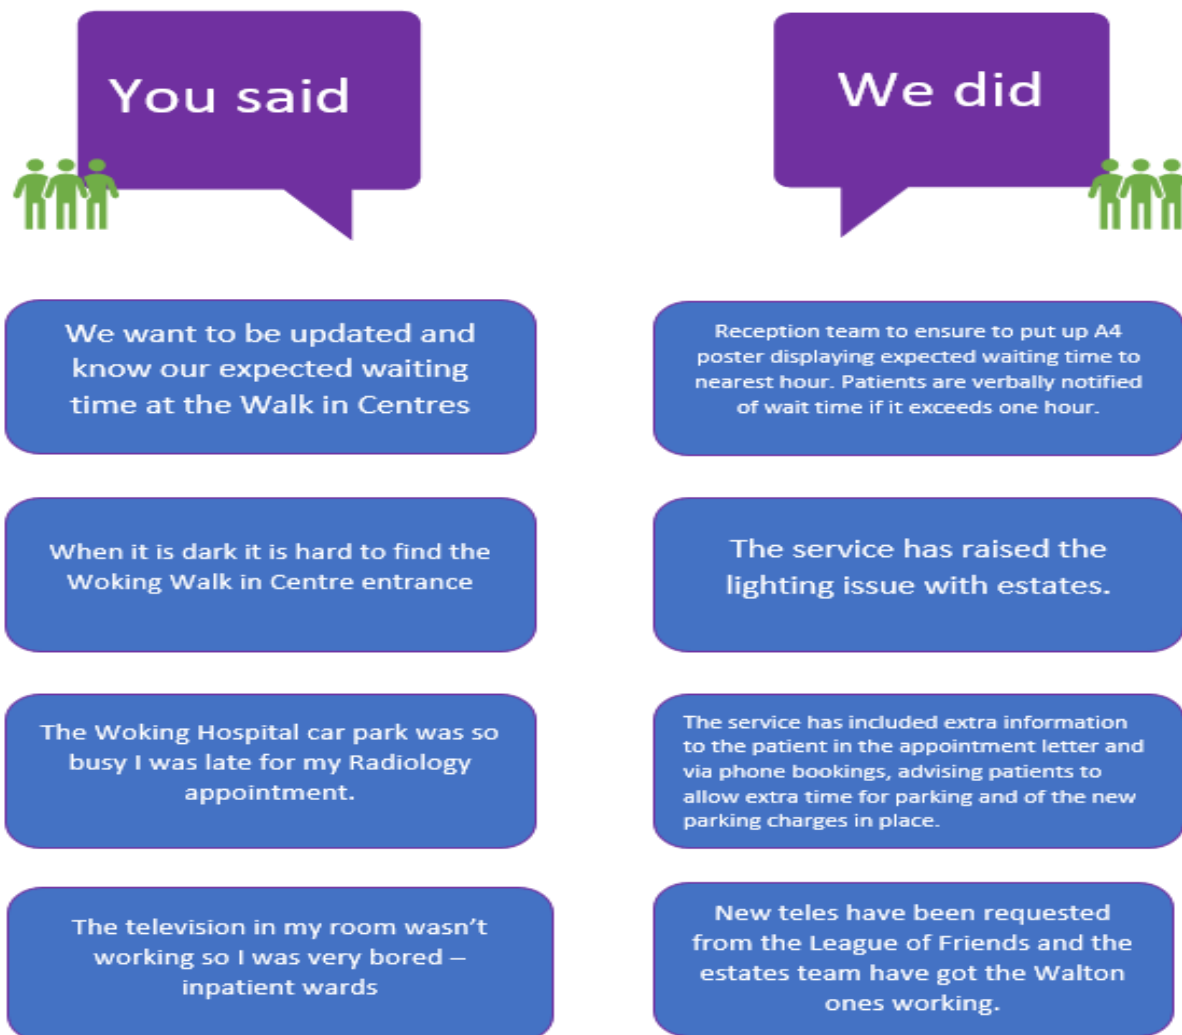 You said
We did
We want to be updated and
know our expected waiting
time at the Walk in Centres
Reception team to ensure to put up A4
poster displaying expected waiting time to
nearest hour. Patients are verbally notified
of wait time if it exceeds one hour.
When it is dark it is hard to find the
Woking Walk in Centre entrance
The service has raised the
lighting issue with estates.
The Woking Hospital car park was so
busy I was late for my Radiology
appointment.
The service has included extra information
to the patient in the appointment letter and
via phone bookings, advising patients to
allow extra time for parking and of the new
parking charges in place.
The television in my room wasn’t
working so I was very bored –
inpatient wards
New teles have been requested
from the League of Friends and the
estates team have got the Walton
ones working.